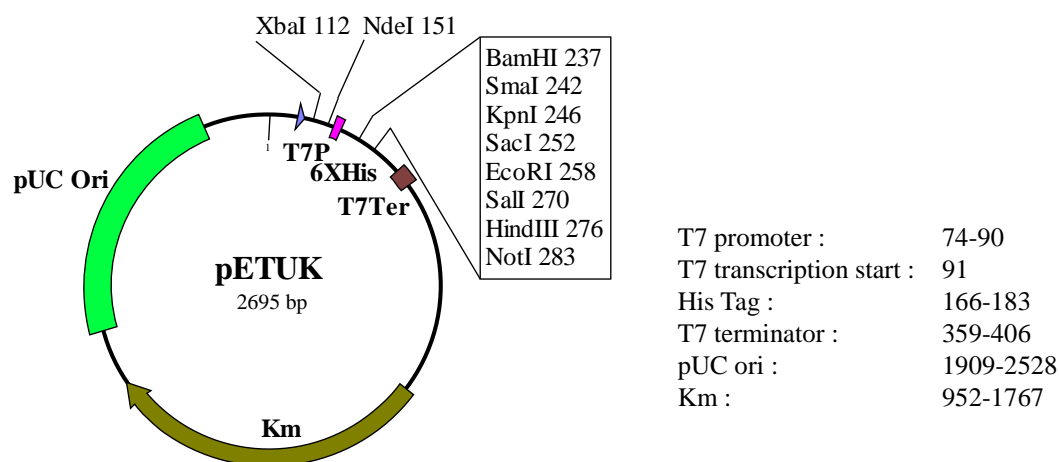 XbaI 112 NdeI 151
BamHI 237
SmaI 242
KpnI 246
SacI 252
EcoRI 258
SalI 270
HindIII 276
NotI 283
1
T7P
6XHis
T7Ter
pUC Ori
pETUK
2695 bp
Km
T7 promoter : 74-90
T7 transcription start : 91
His Tag : 166-183
T7 terminator : 359-406
pUC ori : 1909-2528
Km : 952-1767